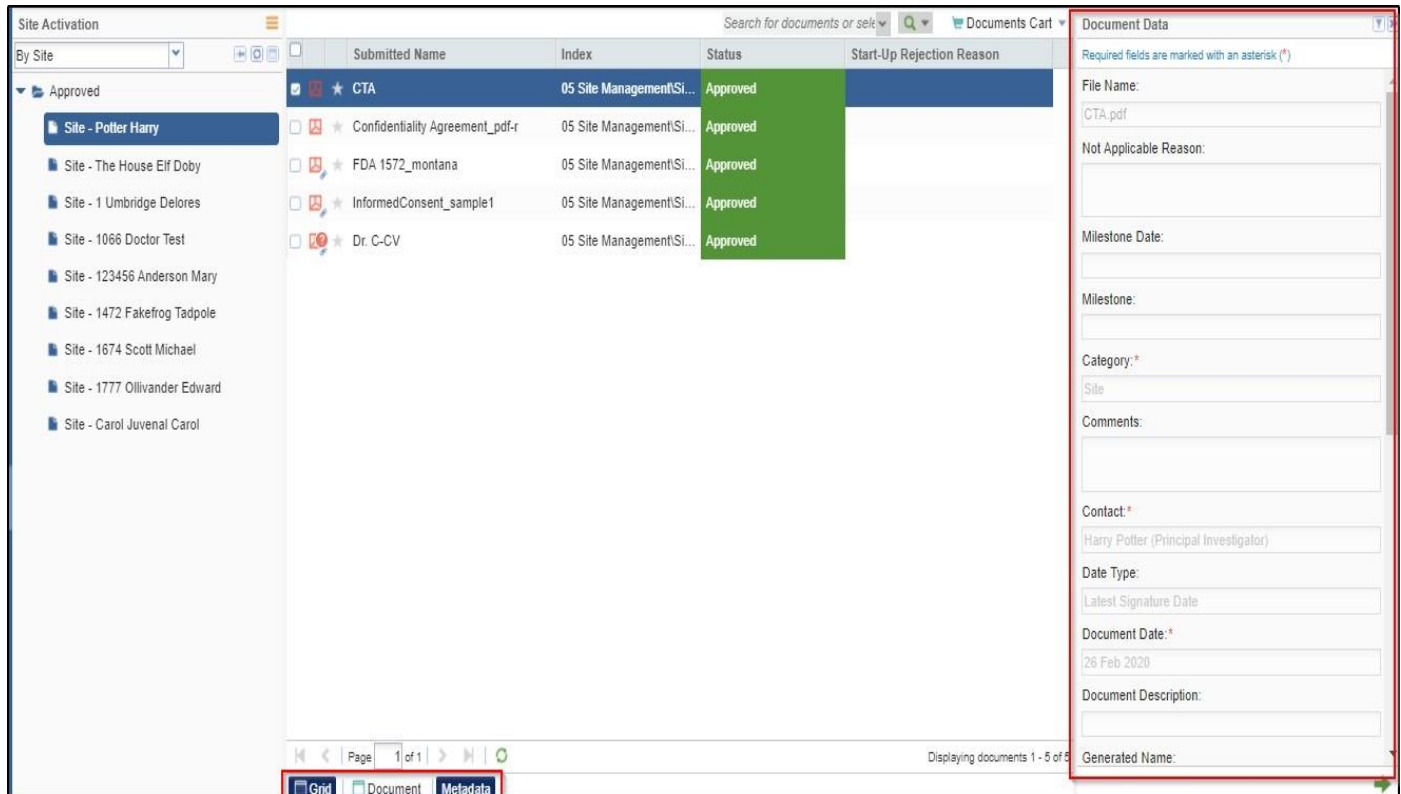 Site Activation
Search for documents or sele
Documents Cart
Document Data
By Site
Submitted Name
Index
Status
Start-Up Rejection Reason
Required fields are marked with an asterisk (*)
Approved
Site - Potter Harry
Site - The House Elf Doby
Site - 1 Umbridge Delores
Site - 1066 Doctor Test
Site - 123456 Anderson Mary
Site - 1472 Fakefrog Tadpole
Site - 1674 Scott Michael
Site - 1777 Ollivander Edward
Site - Carol Juvenal Carol
CTA 05 Site Management\Si... Approved
Confidentiality Agreement_pdf-r 05 Site Management\Si... Approved
FDA 1572_montana 05 Site Management\Si... Approved
InformedConsent_sample1 05 Site Management\Si... Approved
Dr. C-CV 05 Site Management\Si... Approved
File Name:
CTA.pdf
Not Applicable Reason:
Milestone Date:
Milestone:
Category:*
Site
Comments:
Contact:*
Harry Potter (Principal Investigator)
Date Type:
Latest Signature Date
Document Date:*
26 Feb 2020
Document Description:
Generated Name:
Page 1 of 1
Displaying documents 1 - 5 of 5
Grid
Document
Metadata